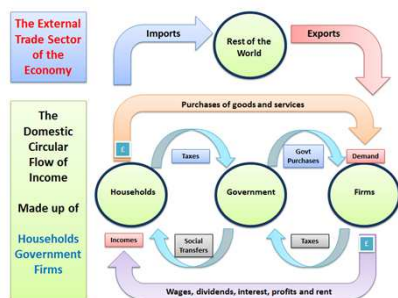 The External
Trade Sector
of the
Economy
Imports
Rest of the
World
Exports
The
Domestic
Circular
Flow of
Income
Made up of
Households
Government
Firms
Purchases of goods and services
£
Taxes
Govt
Purchases
Demand
Households
Government
Firms
Incomes
Social
Transfers
Taxes
£
Wages, dividends, interest, profits and rent